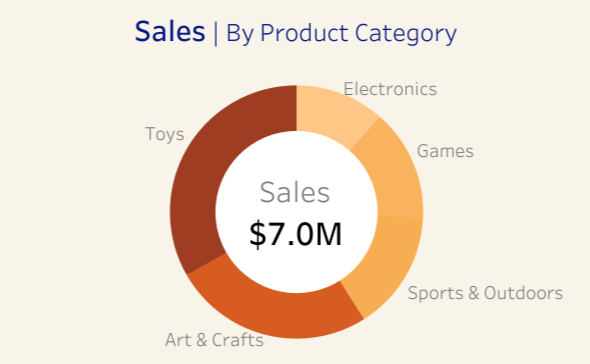 Sales | By Product Category
Electronics
Toys
Games
Sales
$7.0M
Sports & Outdoors
Art & Crafts